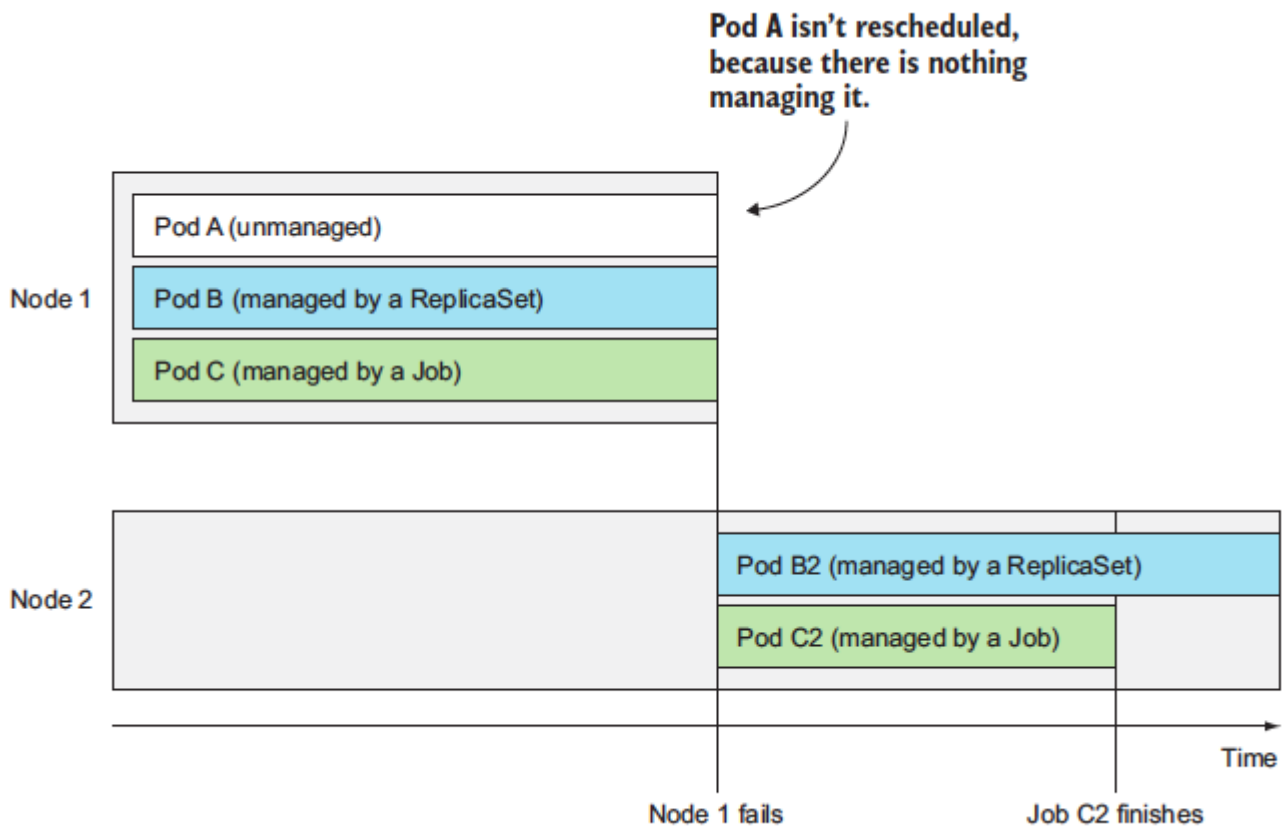 Pod A isn't rescheduled,
because there is nothing
managing it.
Pod A (unmanaged)
Node 1
Pod B (managed by a ReplicaSet)
Pod C (managed by a Job)
Pod B2 (managed by a ReplicaSet)
Node 2
Pod C2 (managed by a Job)
Time
Node 1 fails
Job C2 finishes